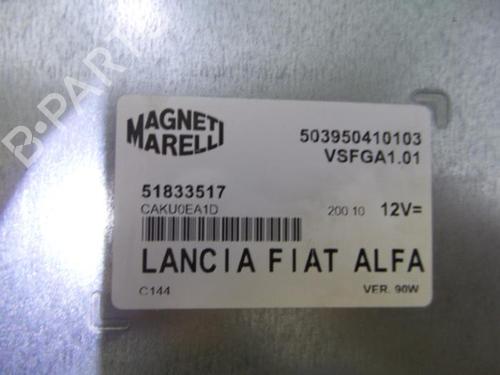 B-PARTS
MAGNETI
MARELLI
503950410103
VSFGA1.01
51833517
CAKU0EA1D
200 10 12V=
LANCIA FIAT ALFA
C144 VER. 90W